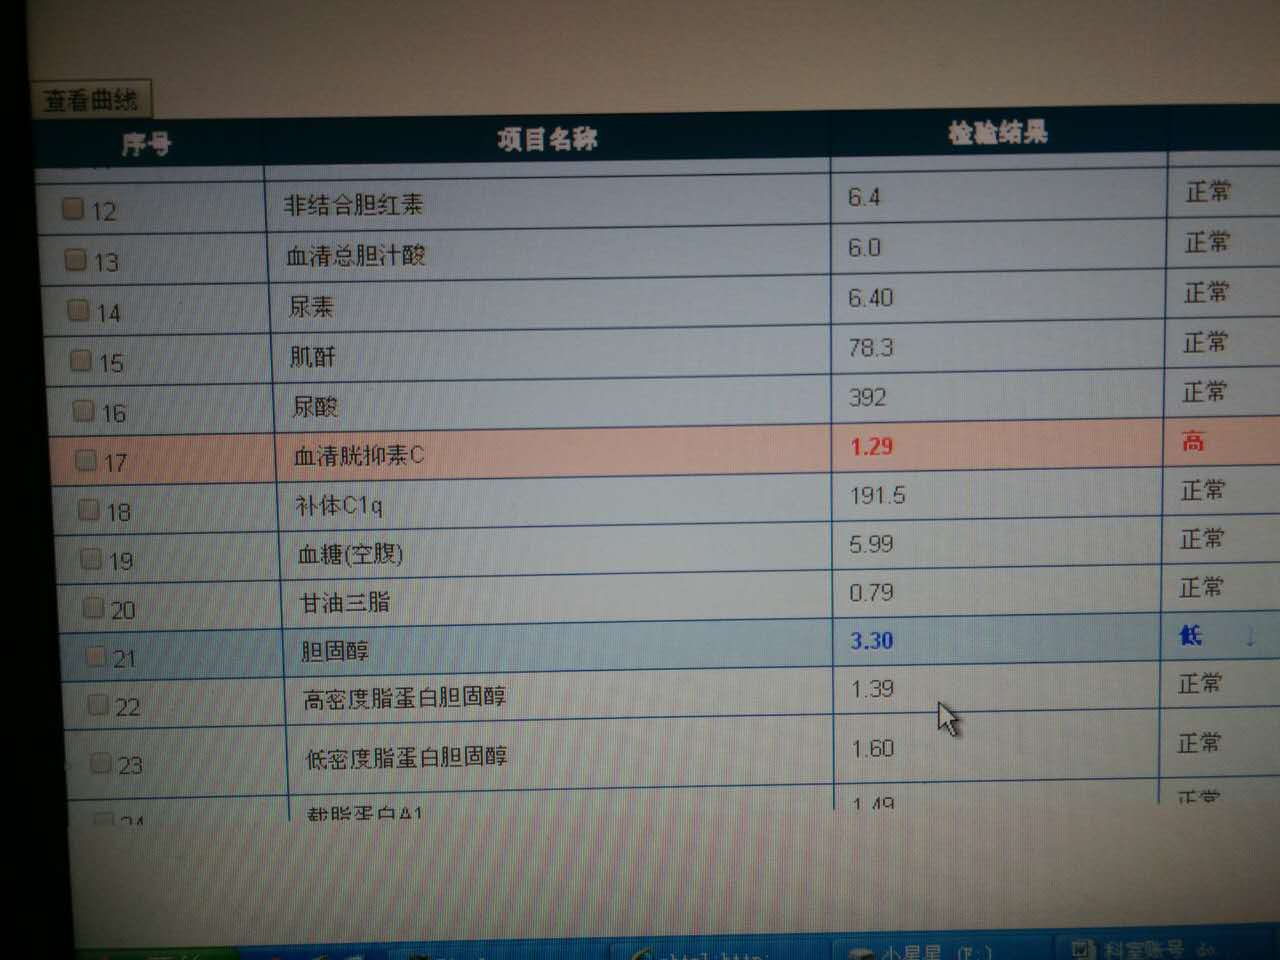 查看曲线
序号 项目名称 检验结果
12 非结合胆红素 6.4 正常
13 血清总胆汁酸 6.0 正常
14 尿素 6.40 正常
15 肌酐 78.3 正常
16 尿酸 392 正常
17 血清胱抑素C 1.29 高
18 补体C1q 191.5 正常
19 血糖(空腹) 5.99 正常
20 甘油三脂 0.79 正常
21 胆固醇 3.30 低 ↓
22 高密度脂蛋白胆固醇 1.39 正常
23 低密度脂蛋白胆固醇 1.60 正常
24 载脂蛋白A1 1.49 正常
小星星 (F:) 科室账号